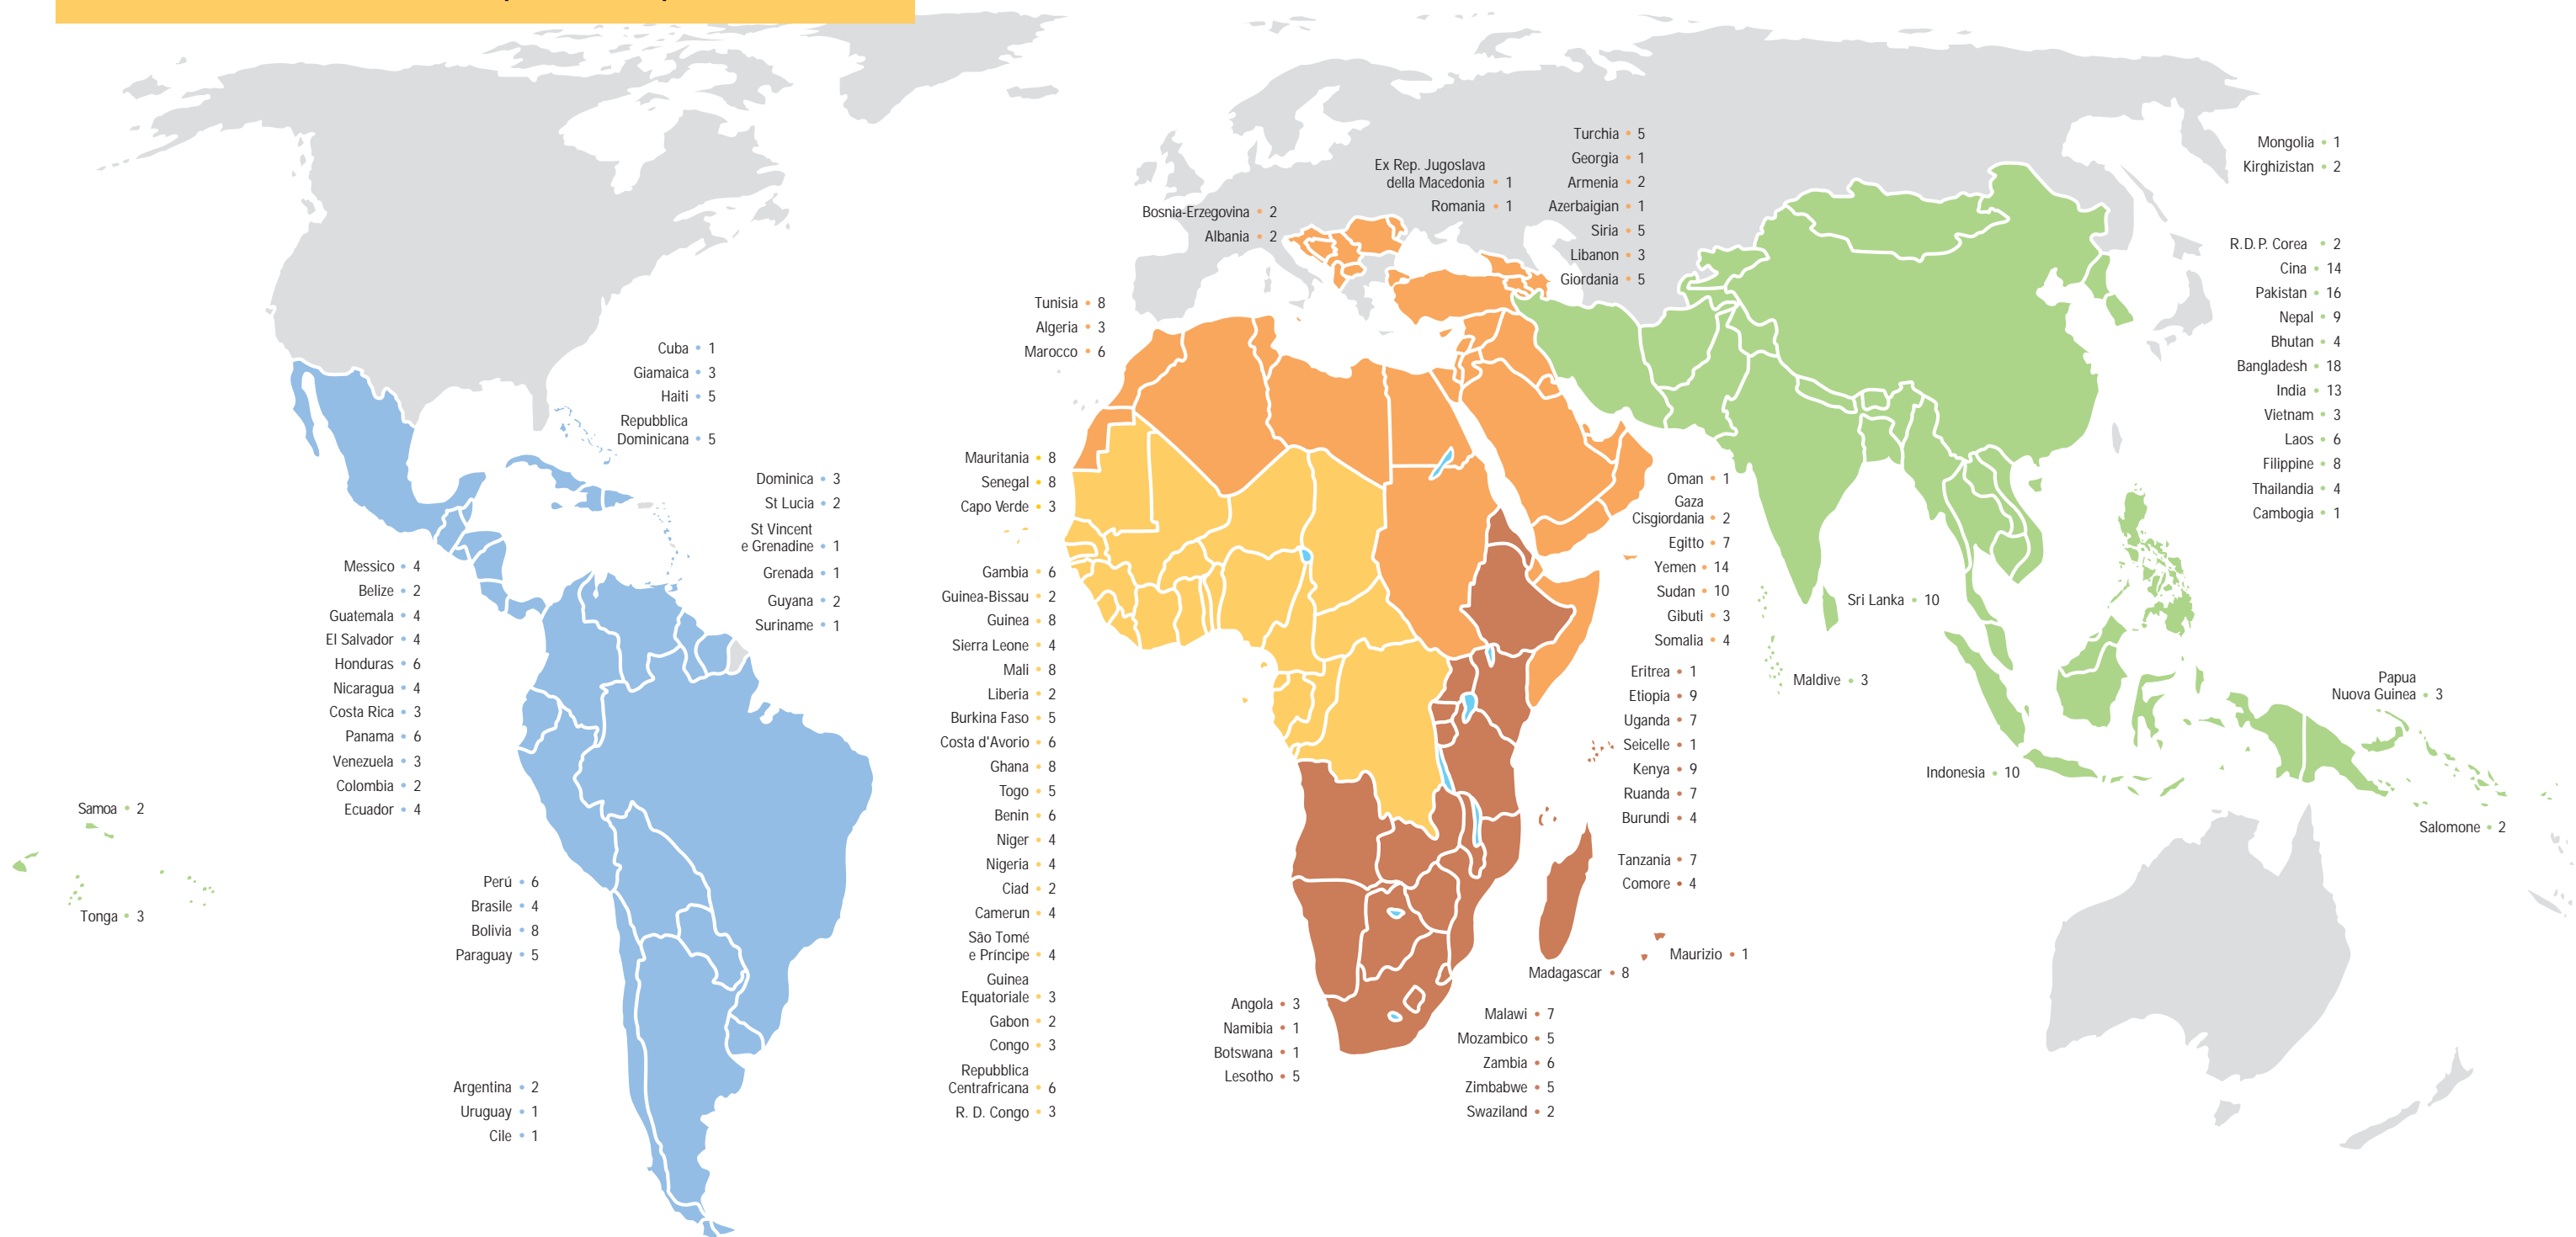 Turchia • 5
Georgia • 1
Armenia • 2
Azerbaigian • 1
Siria • 5
Libanon • 3
Giordania • 5
Ex Rep. Jugoslava
della Macedonia • 1
Romania • 1
Bosnia-Erzegovina • 2
Albania • 2
Mongolia • 1
Kirghizistan • 2
R.D.P. Corea • 2
Cina • 14
Pakistan • 16
Nepal • 9
Bhutan • 4
Bangladesh • 18
India • 13
Vietnam • 3
Laos • 6
Filippine • 8
Thailandia • 4
Cambogia • 1
Tunisia • 8
Algeria • 3
Marocco • 6
Cuba • 1
Giamaica • 3
Haiti • 5
Repubblica
Dominicana • 5
Dominica • 3
St Lucia • 2
St Vincent
e Grenadine • 1
Grenada • 1
Guyana • 2
Suriname • 1
Mauritania • 8
Senegal • 8
Capo Verde • 3
Gambia • 6
Guinea-Bissau • 2
Guinea • 8
Sierra Leone • 4
Mali • 8
Liberia • 2
Burkina Faso • 5
Costa d'Avorio • 6
Ghana • 8
Togo • 5
Benin • 6
Niger • 4
Nigeria • 4
Ciad • 2
Camerun • 4
São Tomé
e Príncipe • 4
Guinea
Equatoriale • 3
Gabon • 2
Congo • 3
Repubblica
Centrafricana • 6
R. D. Congo • 3
Oman • 1
Gaza
Cisgiordania • 2
Egitto • 7
Yemen • 14
Sudan • 10
Gibuti • 3
Somalia • 4
Eritrea • 1
Etiopia • 9
Uganda • 7
Seicelle • 1
Kenya • 9
Ruanda • 7
Burundi • 4
Tanzania • 7
Comore • 4
Maurizio • 1
Madagascar • 8
Sri Lanka • 10
Maldive • 3
Indonesia • 10
Papua
Nuova Guinea • 3
Salomone • 2
Messico • 4
Belize • 2
Guatemala • 4
El Salvador • 4
Honduras • 6
Nicaragua • 4
Costa Rica • 3
Panama • 6
Venezuela • 3
Colombia • 2
Ecuador • 4
Samoa • 2
Tonga • 3
Perú • 6
Brasile • 4
Bolivia • 8
Paraguay • 5
Argentina • 2
Uruguay • 1
Cile • 1
Angola • 3
Namibia • 1
Botswana • 1
Lesotho • 5
Malawi • 7
Mozambico • 5
Zambia • 6
Zimbabwe • 5
Swaziland • 2